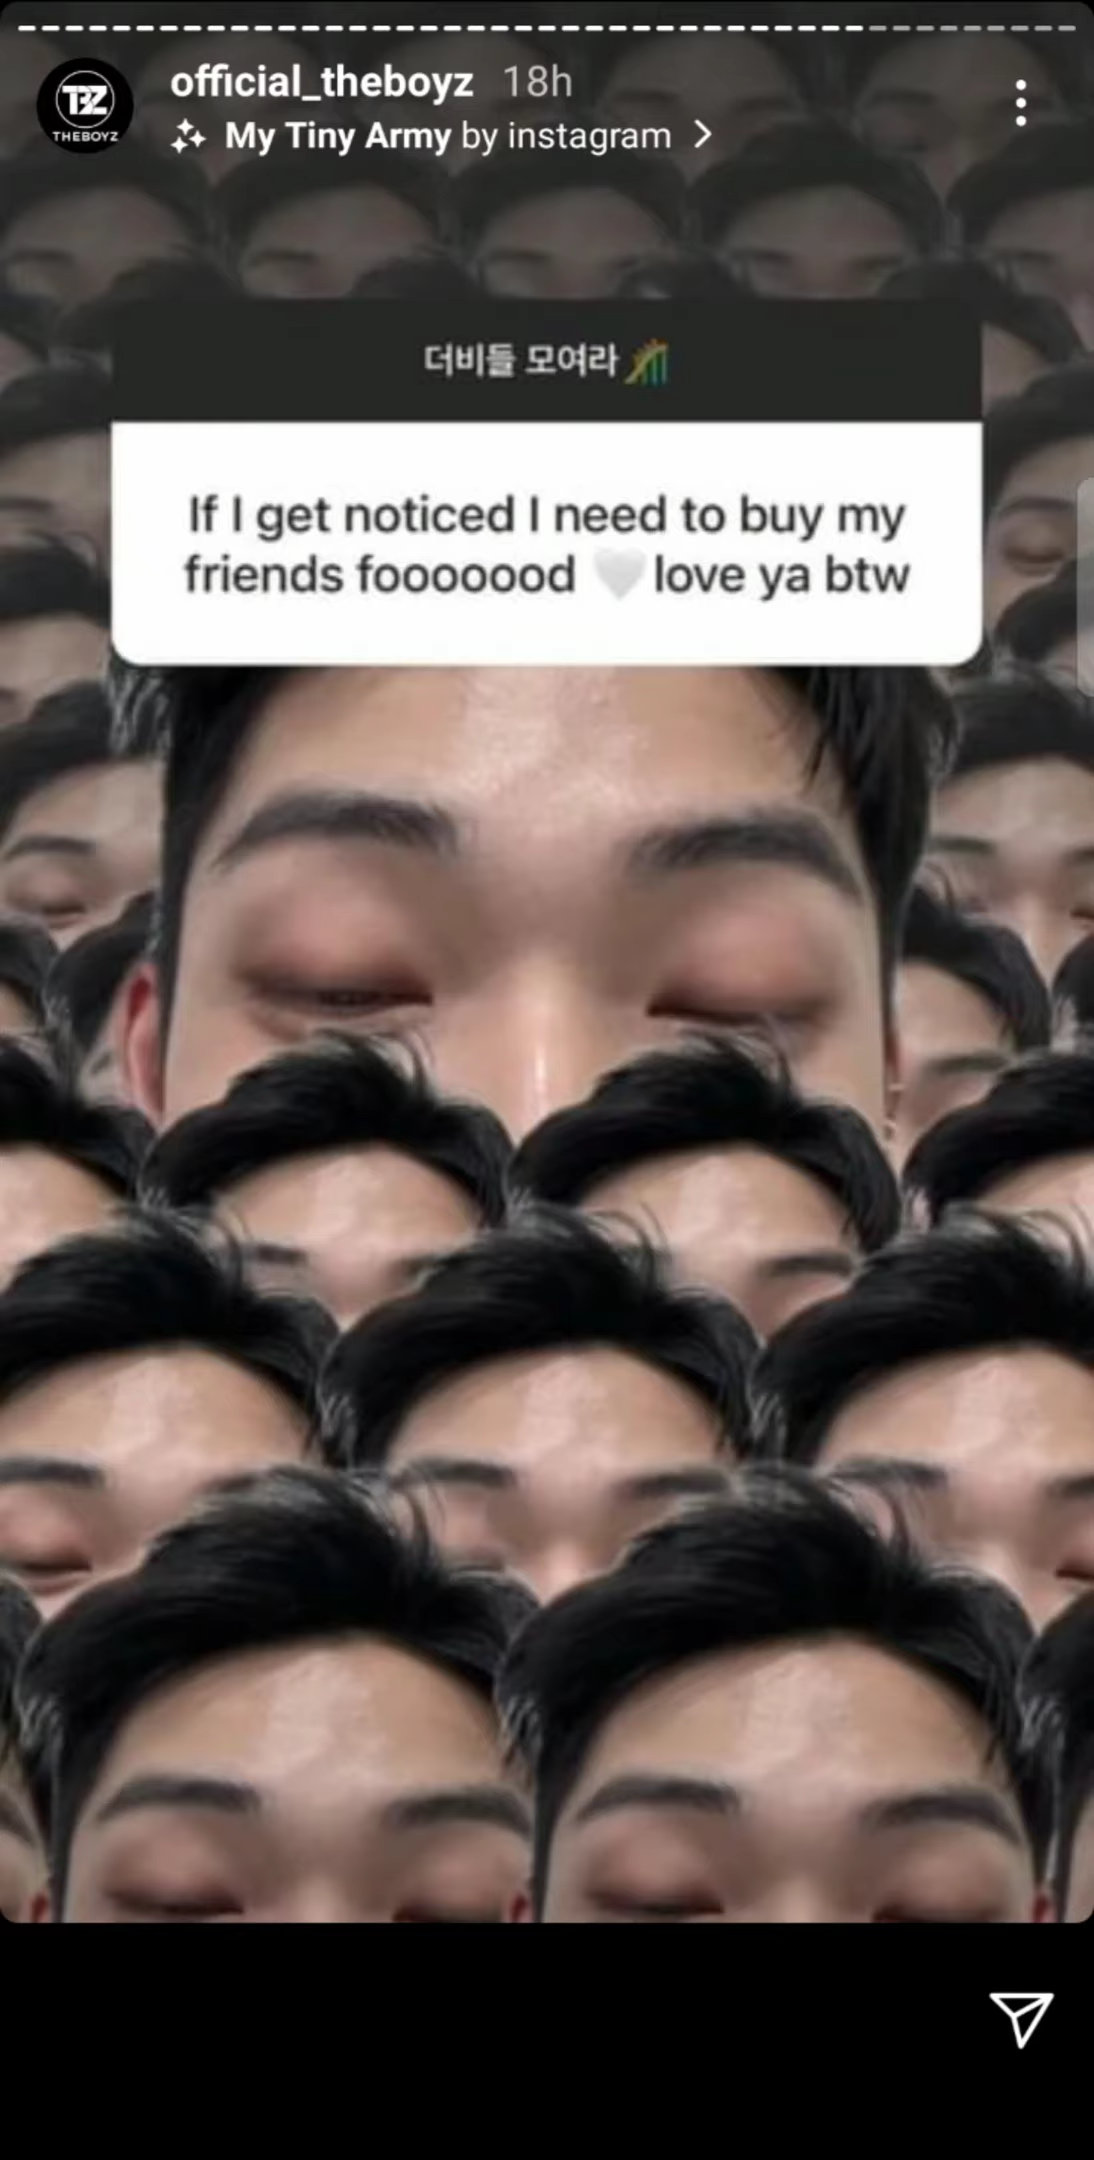 official_theboyz 18h
TBZ
THEBOYZ
My Tiny Army by instagram
더비들 모여라
If I get noticed I need to buy my
friends fooooood 🤍 love ya btw